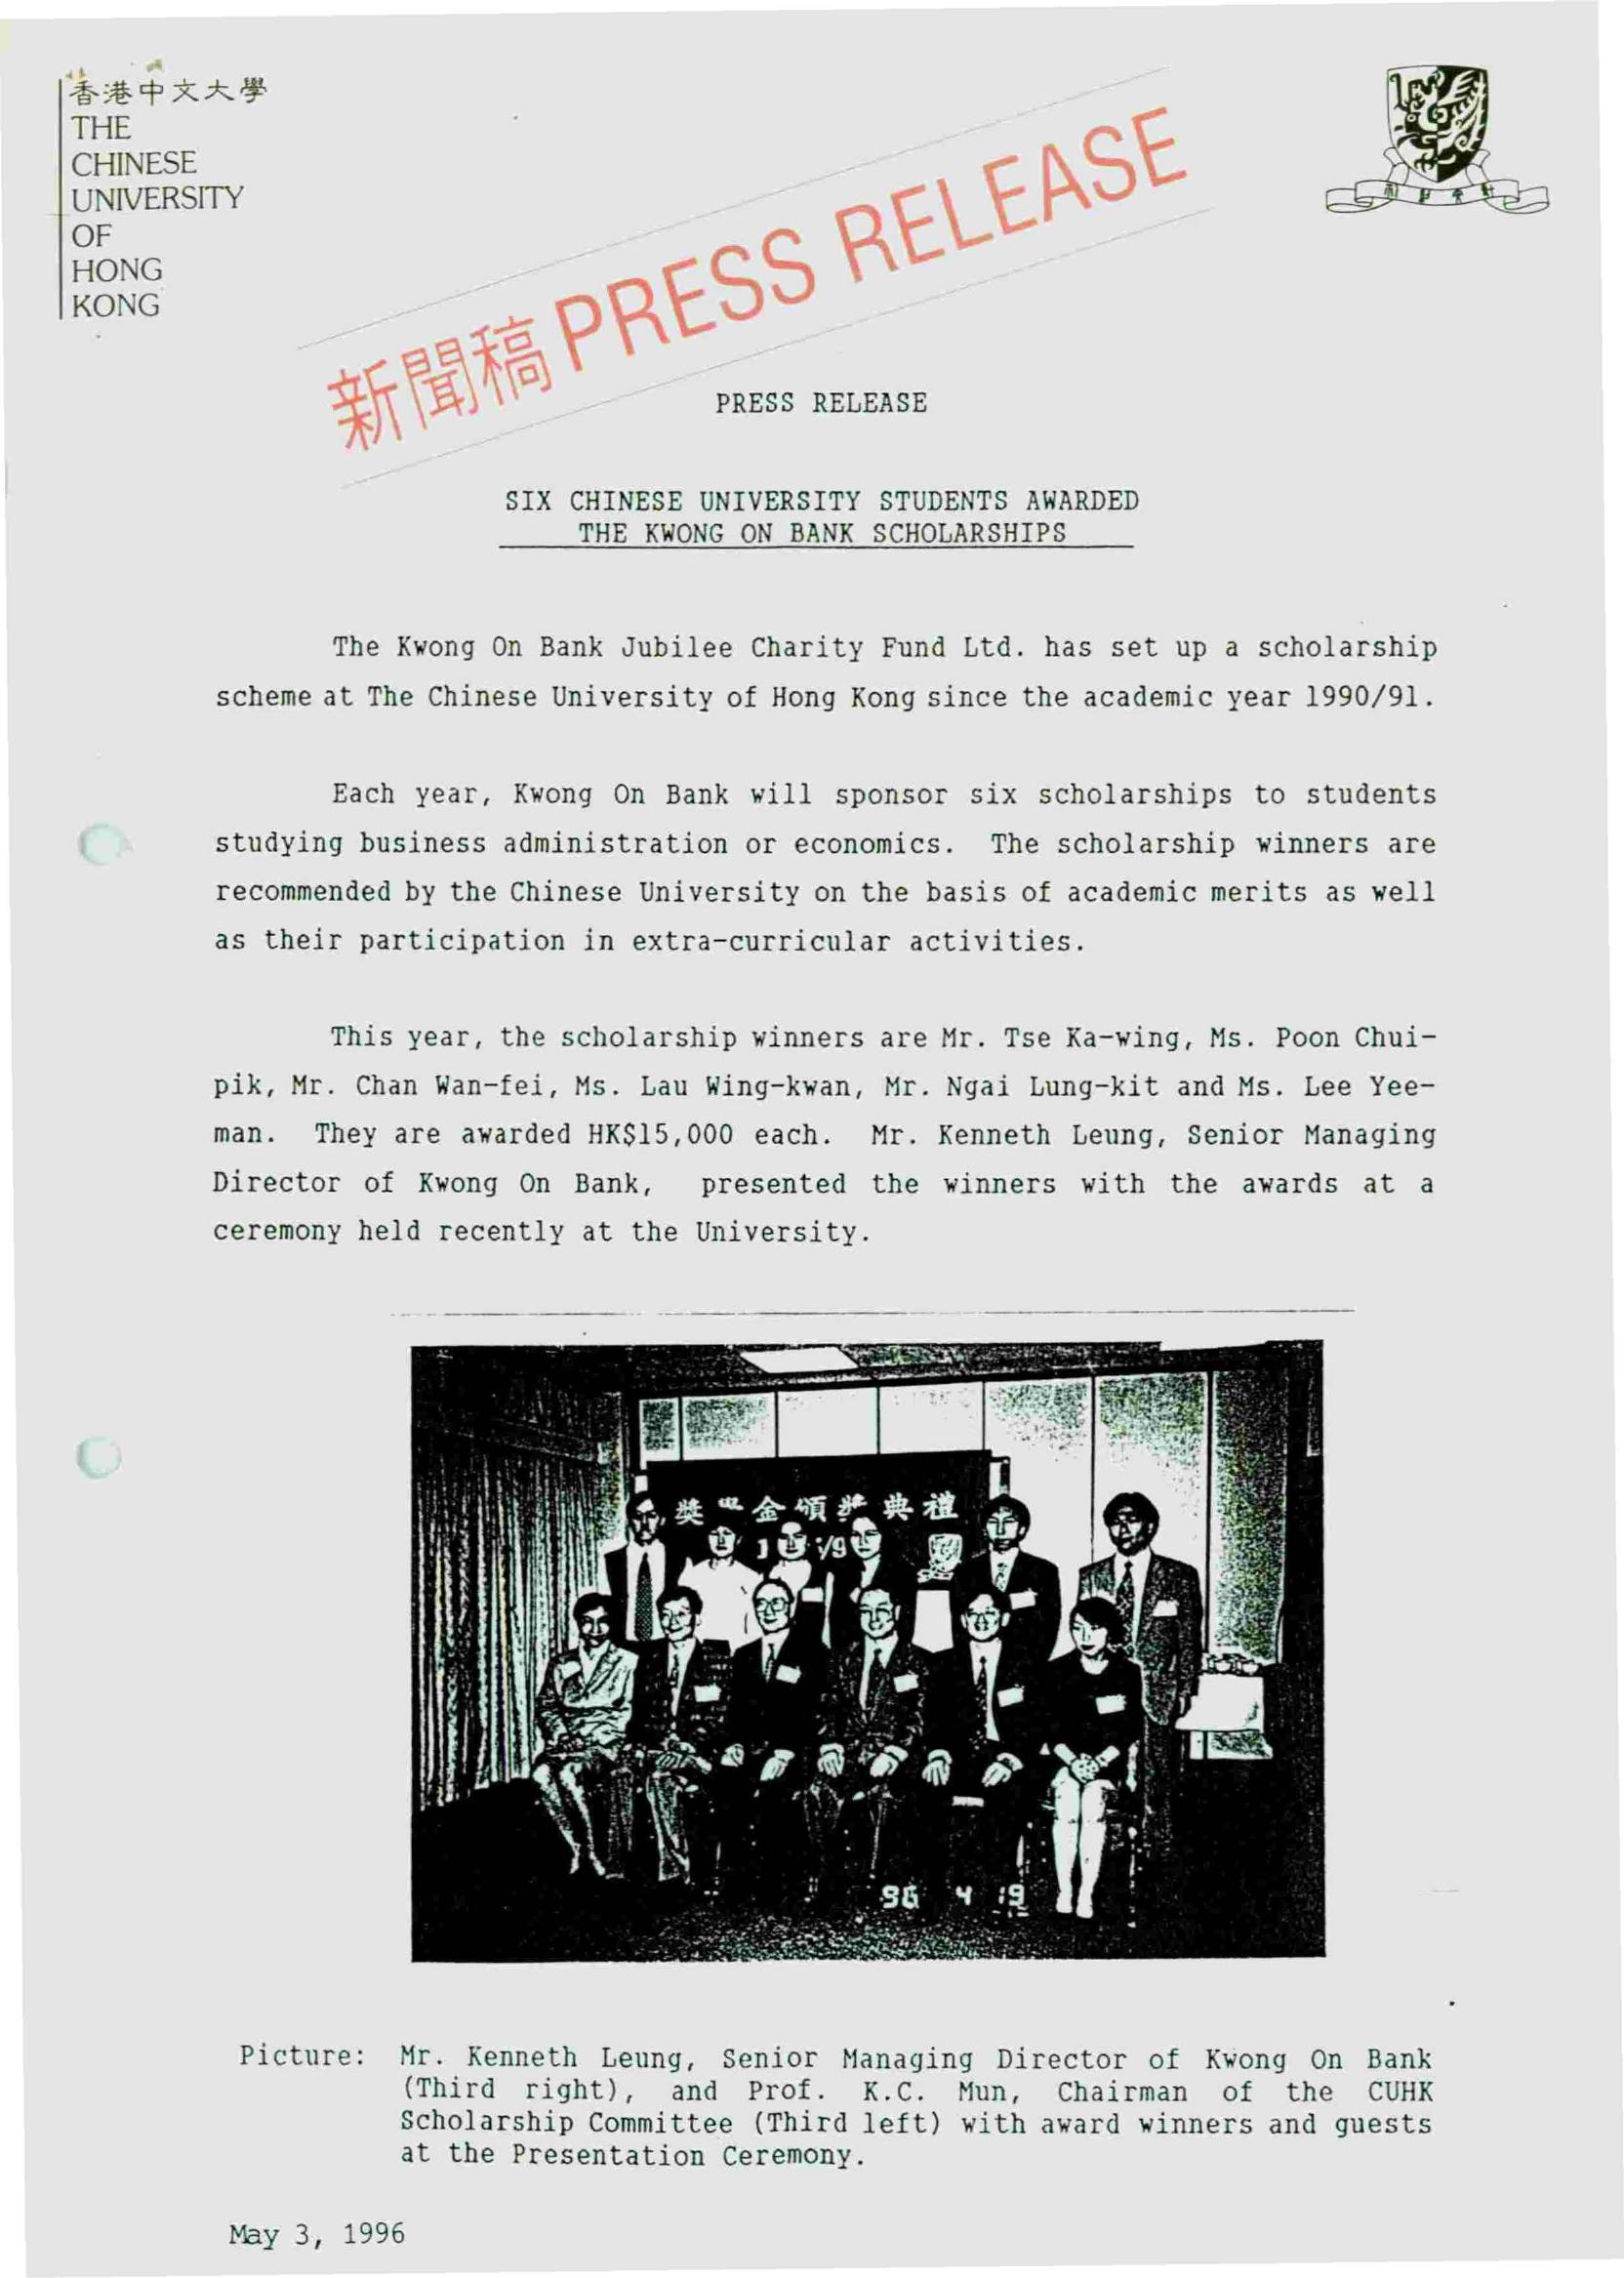 香港中文大學
THE
CHINESE
UNIVERSITY
OF
HONG
KONG
新聞稿 PRESS RELEASE
PRESS RELEASE
SIX CHINESE UNIVERSITY STUDENTS AWARDED
THE KWONG ON BANK SCHOLARSHIPS
The Kwong On Bank Jubilee Charity Fund Ltd. has set up a scholarship
scheme at The Chinese University of Hong Kong since the academic year 1990/91.
Each year, Kwong On Bank will sponsor six scholarships to students
studying business administration or economics. The scholarship winners are
recommended by the Chinese University on the basis of academic merits as well
as their participation in extra-curricular activities.
This year, the scholarship winners are Mr. Tse Ka-wing, Ms. Poon Chui-
pik, Mr. Chan Wan-fei, Ms. Lau Wing-kwan, Mr. Ngai Lung-kit and Ms. Lee Yee-
man. They are awarded HK$15,000 each. Mr. Kenneth Leung, Senior Managing
Director of Kwong On Bank, presented the winners with the awards at a
ceremony held recently at the University.
獎 金頒獎典禮
96 4 19
Picture: Mr. Kenneth Leung, Senior Managing Director of Kwong On Bank
(Third right), and Prof. K.C. Mun, Chairman of the CUHK
Scholarship Committee (Third left) with award winners and guests
at the Presentation Ceremony.
May 3, 1996